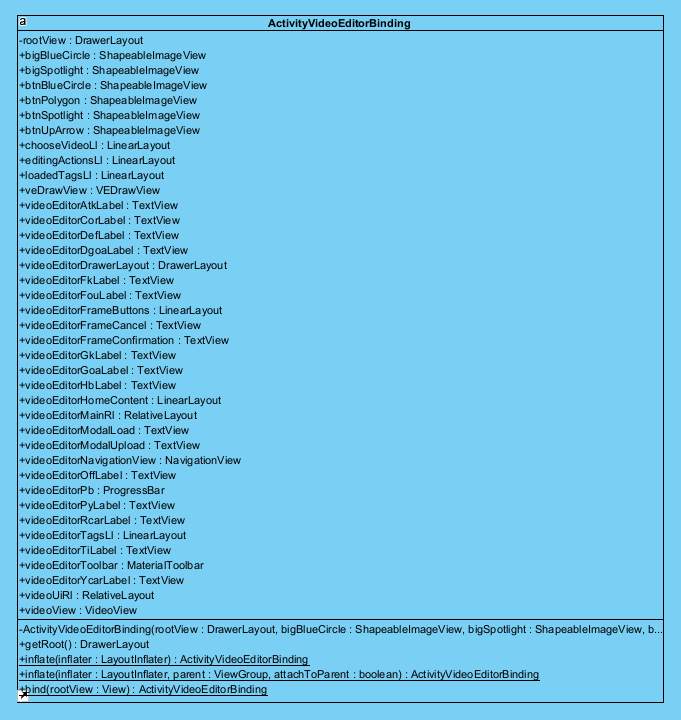 a
ActivityVideoEditorBinding
-rootView : DrawerLayout
+bigBlueCircle : ShapeableImageView
+bigSpotlight : ShapeableImageView
+btnBlueCircle : ShapeableImageView
+btnPolygon : ShapeableImageView
+btnSpotlight : ShapeableImageView
+btnUpArrow : ShapeableImageView
+chooseVideoLl : LinearLayout
+editingActionsLl : LinearLayout
+loadedTagsLl : LinearLayout
+veDrawView : VEDrawView
+videoEditorAtkLabel : TextView
+videoEditorCorLabel : TextView
+videoEditorDefLabel : TextView
+videoEditorDgoaLabel : TextView
+videoEditorDrawerLayout : DrawerLayout
+videoEditorFkLabel : TextView
+videoEditorFouLabel : TextView
+videoEditorFrameButtons : LinearLayout
+videoEditorFrameCancel : TextView
+videoEditorFrameConfirmation : TextView
+videoEditorGkLabel : TextView
+videoEditorGoaLabel : TextView
+videoEditorHbLabel : TextView
+videoEditorHomeContent : LinearLayout
+videoEditorMainRl : RelativeLayout
+videoEditorModalLoad : TextView
+videoEditorModalUpload : TextView
+videoEditorNavigationView : NavigationView
+videoEditorOffLabel : TextView
+videoEditorPb : ProgressBar
+videoEditorPyLabel : TextView
+videoEditorRcarLabel : TextView
+videoEditorTagsLl : LinearLayout
+videoEditorTiLabel : TextView
+videoEditorToolbar : MaterialToolbar
+videoEditorYcarLabel : TextView
+videoUiRl : RelativeLayout
+videoView : VideoView
-ActivityVideoEditorBinding(rootView : DrawerLayout, bigBlueCircle : ShapeableImageView, bigSpotlight : ShapeableImageView, b...
+getRoot() : DrawerLayout
+inflate(inflater : LayoutInflater) : ActivityVideoEditorBinding
+inflate(inflater : LayoutInflater, parent : ViewGroup, attachToParent : boolean) : ActivityVideoEditorBinding
+bind(rootView : View) : ActivityVideoEditorBinding